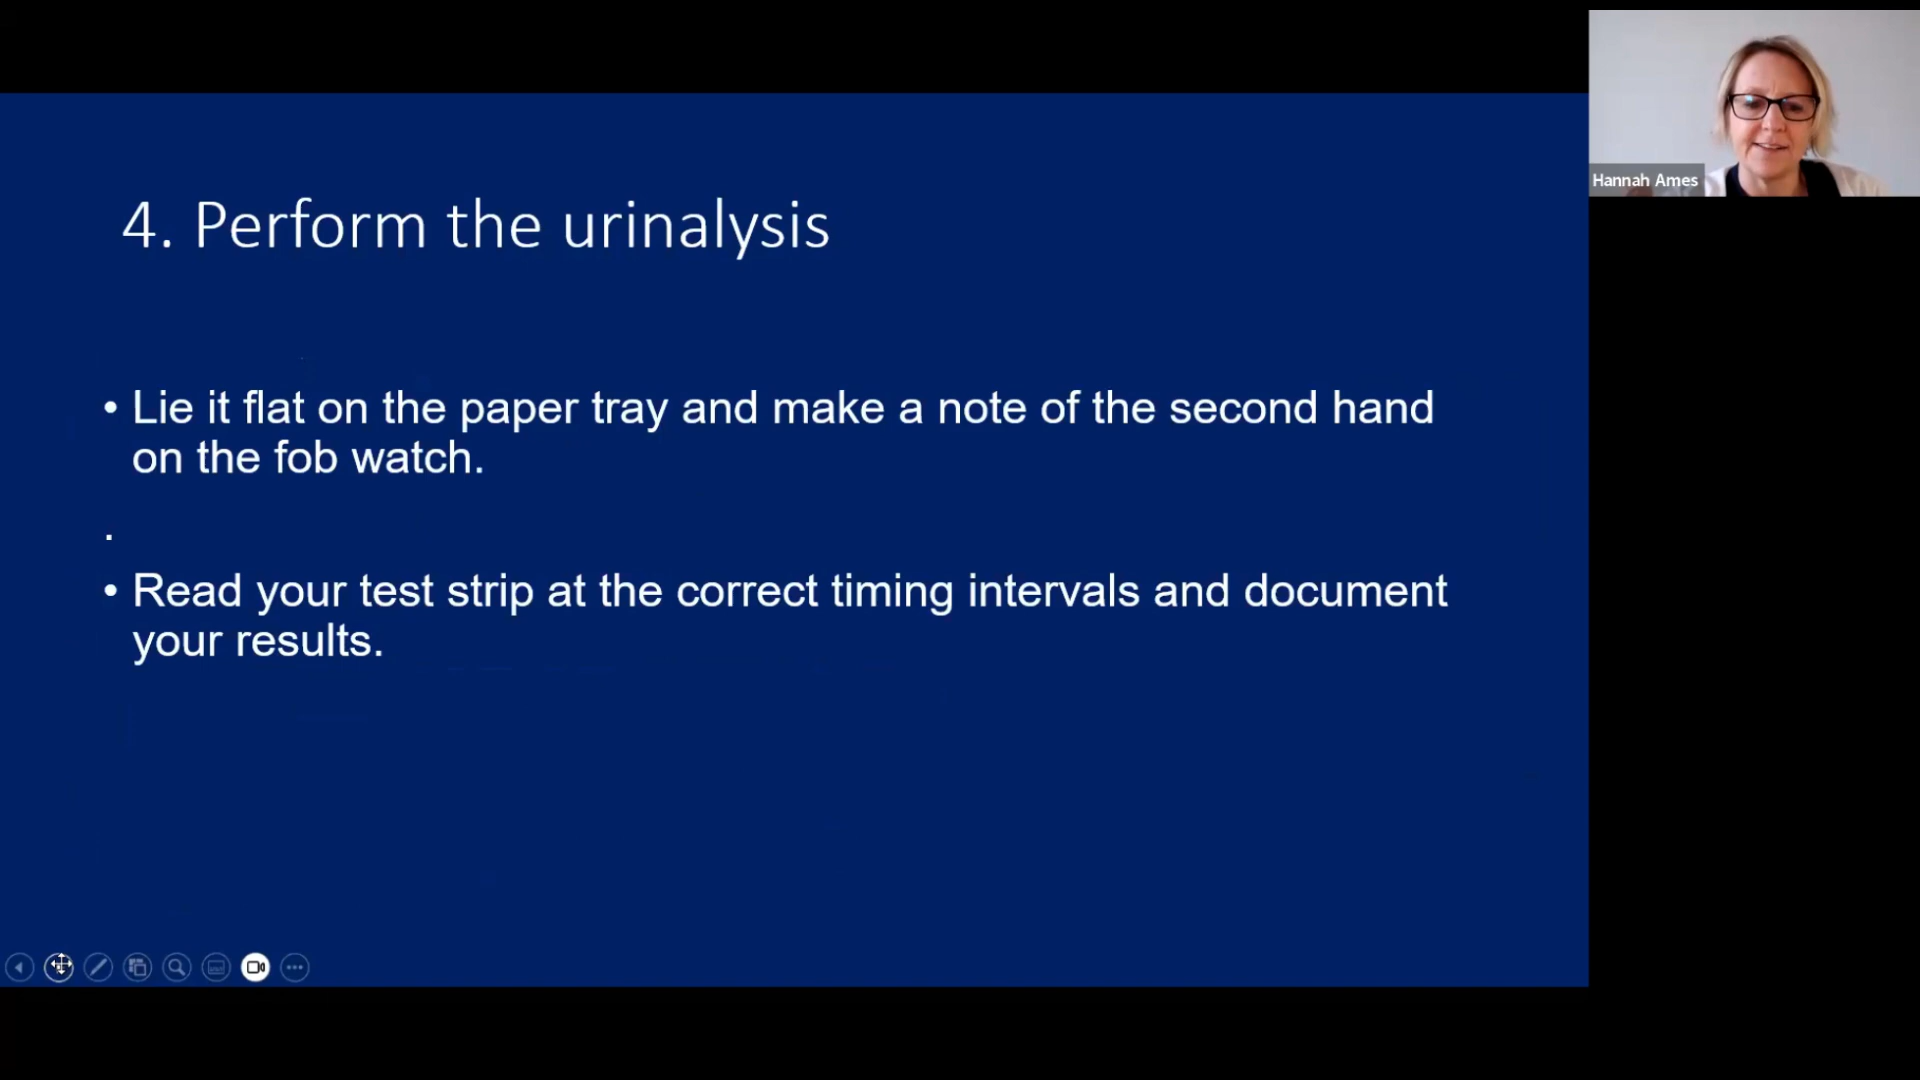 4. Perform the urinalysis
• Lie it flat on the paper tray and make a note of the second hand
on the fob watch.
.
• Read your test strip at the correct timing intervals and document
your results.
Hannah Ames